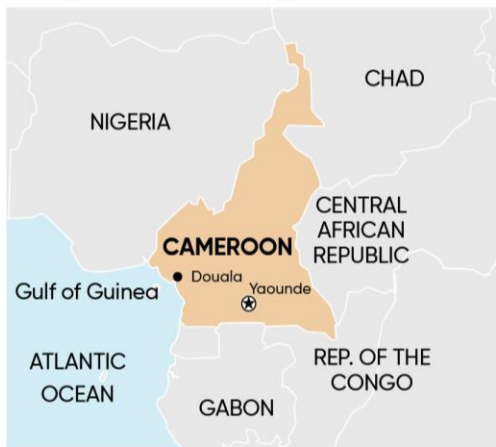 CHAD
NIGERIA
CENTRAL
AFRICAN
REPUBLIC
CAMEROON
Douala
Yaounde
Gulf of Guinea
ATLANTIC
OCEAN
REP. OF THE
CONGO
GABON